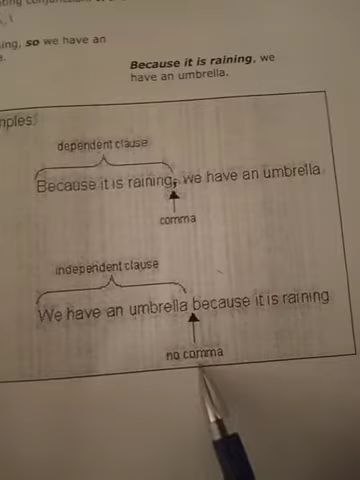 ning, so we have an
Because it is raining, we
have an umbrella.
mples:
dependent clause
Because it is raining, we have an umbrella.
comma
independent clause
We have an umbrella because it is raining.
no comma